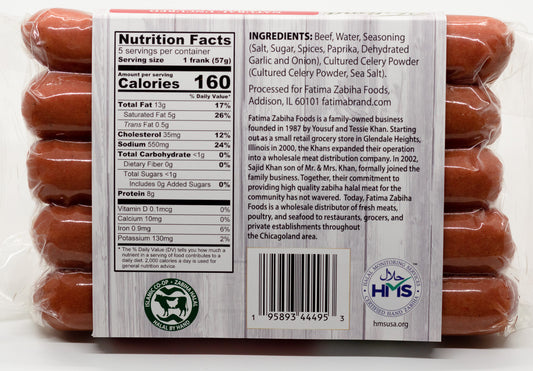 Nutrition Facts
5 servings per container
Serving size 1 frank (57g)
Amount per serving
Calories 160
% Daily Value*
Total Fat 13g 17%
Saturated Fat 5g 26%
Trans Fat 0.5g
Cholesterol 35mg 12%
Sodium 550mg 24%
Total Carbohydrate <1g 0%
Dietary Fiber 0g 0%
Total Sugars <1g
Includes 0g Added Sugars 0%
Protein 8g
Vitamin D 0.1mcg 0%
Calcium 10mg 0%
Iron 0.9mg 6%
Potassium 130mg 2%
* The % Daily Value (DV) tells you how much a
nutrient in a serving of food contributes to a
daily diet. 2,000 calories a day is used for
general nutrition advice
ISLAMIC CO-OP • ZABIHA HALAL
HALAL BY HAND
INGREDIENTS: Beef, Water, Seasoning
(Salt, Sugar, Spices, Paprika, Dehydrated
Garlic and Onion), Cultured Celery Powder
(Cultured Celery Powder, Sea Salt).
Processed for Fatima Zabiha Foods,
Addison, IL 60101 fatimabrand.com
Fatima Zabiha Foods is a family-owned business
founded in 1987 by Yousuf and Tessie Khan. Starting
out as a small retail grocery store in Glendale Heights,
Illinois in 2000, the Khans expanded their operation
into a wholesale meat distribution company. In 2002,
Sajid Khan son of Mr. & Mrs. Khan, formally joined the
family business. Together, their commitment to
providing high quality zabiha halal meat for the
community has not wavered. Today, Fatima Zabiha
Foods is a wholesale distributor of fresh meats,
poultry, and seafood to restaurants, grocers, and
private establishments throughout
the Chicagoland area.
1 95893 44495 3
HALAL MONITORING SERVICES
حلال
HMS
CERTIFIED HAND ZABIHA
hmsusa.org